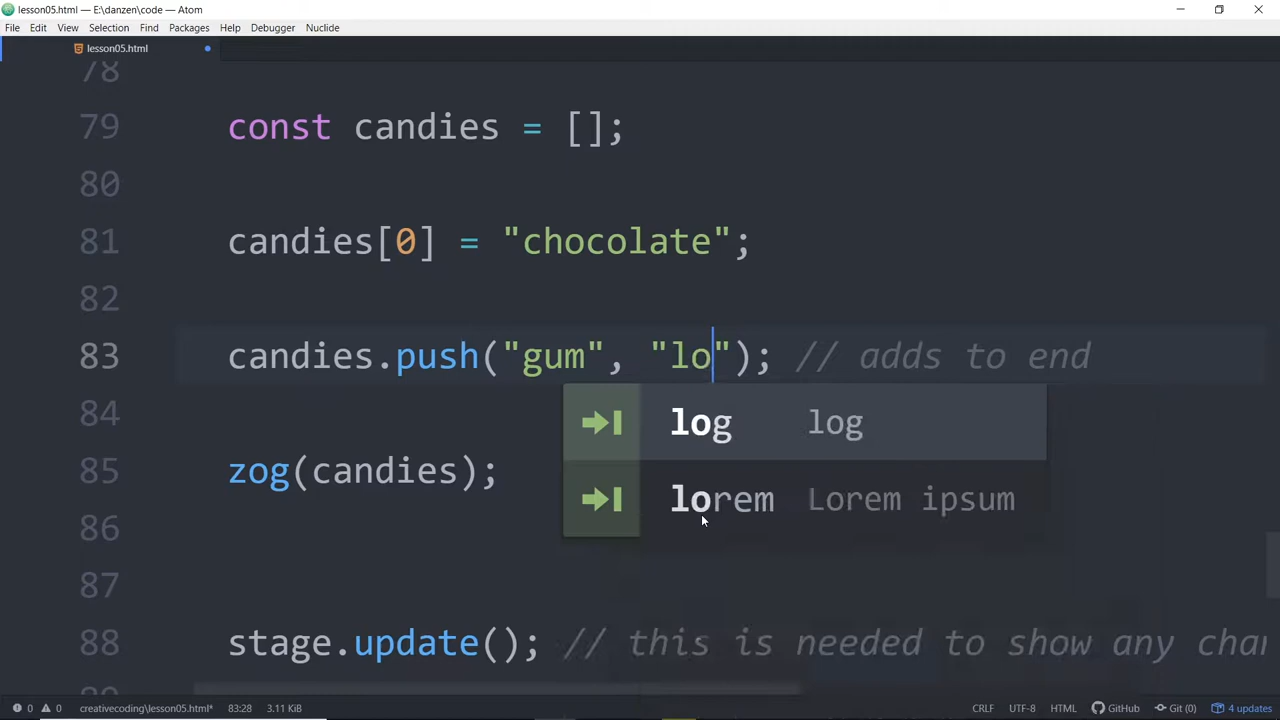 lesson05.html — E:\danzen\code — Atom
File Edit View Selection Find Packages Help Debugger Nuclide
lesson05.html
78
79 const candies = [];
80
81 candies[0] = "chocolate";
82
83 candies.push("gum", "lo"); // adds to end
84
log log
85 zog(candies);
lorem Lorem ipsum
86
87
88 stage.update(); // this is needed to show any chan
0 0 creativecoding\lesson05.html* 83:28 3.11 KiB CRLF UTF-8 HTML GitHub Git (0) 4 updates